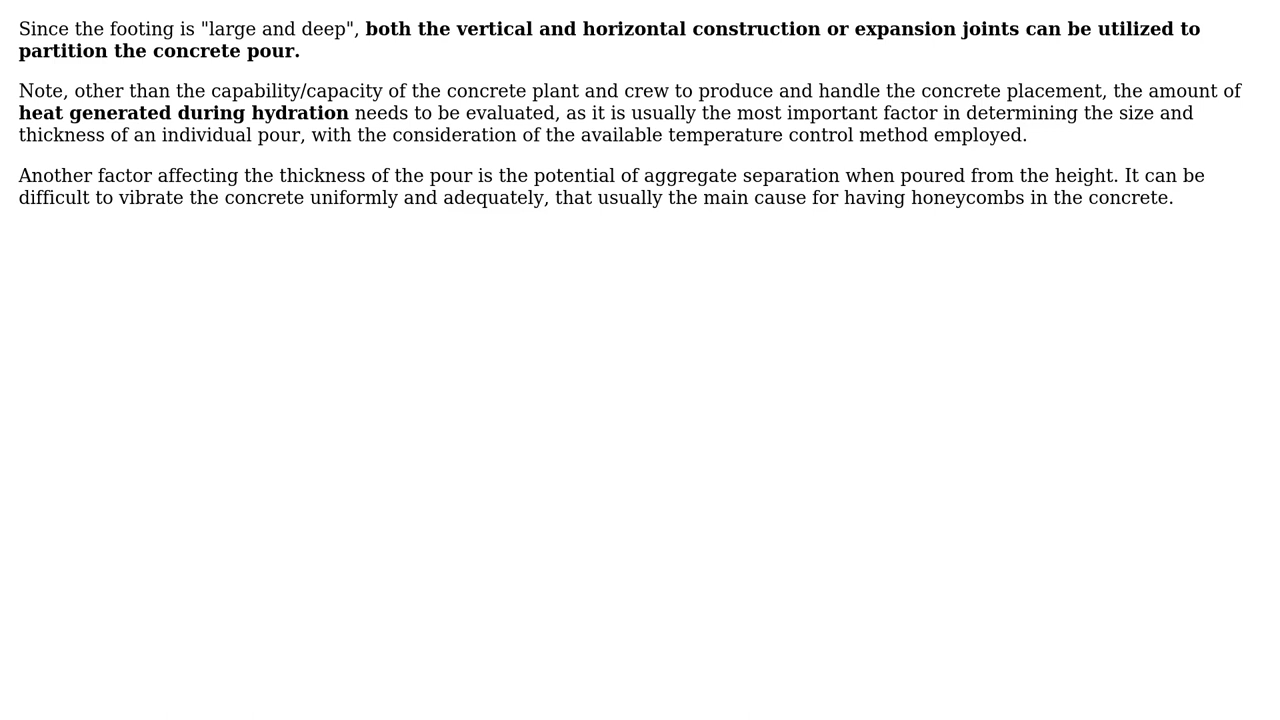 Since the footing is "large and deep", both the vertical and horizontal construction or expansion joints can be utilized to
partition the concrete pour.
Note, other than the capability/capacity of the concrete plant and crew to produce and handle the concrete placement, the amount of
heat generated during hydration needs to be evaluated, as it is usually the most important factor in determining the size and
thickness of an individual pour, with the consideration of the available temperature control method employed.
Another factor affecting the thickness of the pour is the potential of aggregate separation when poured from the height. It can be
difficult to vibrate the concrete uniformly and adequately, that usually the main cause for having honeycombs in the concrete.